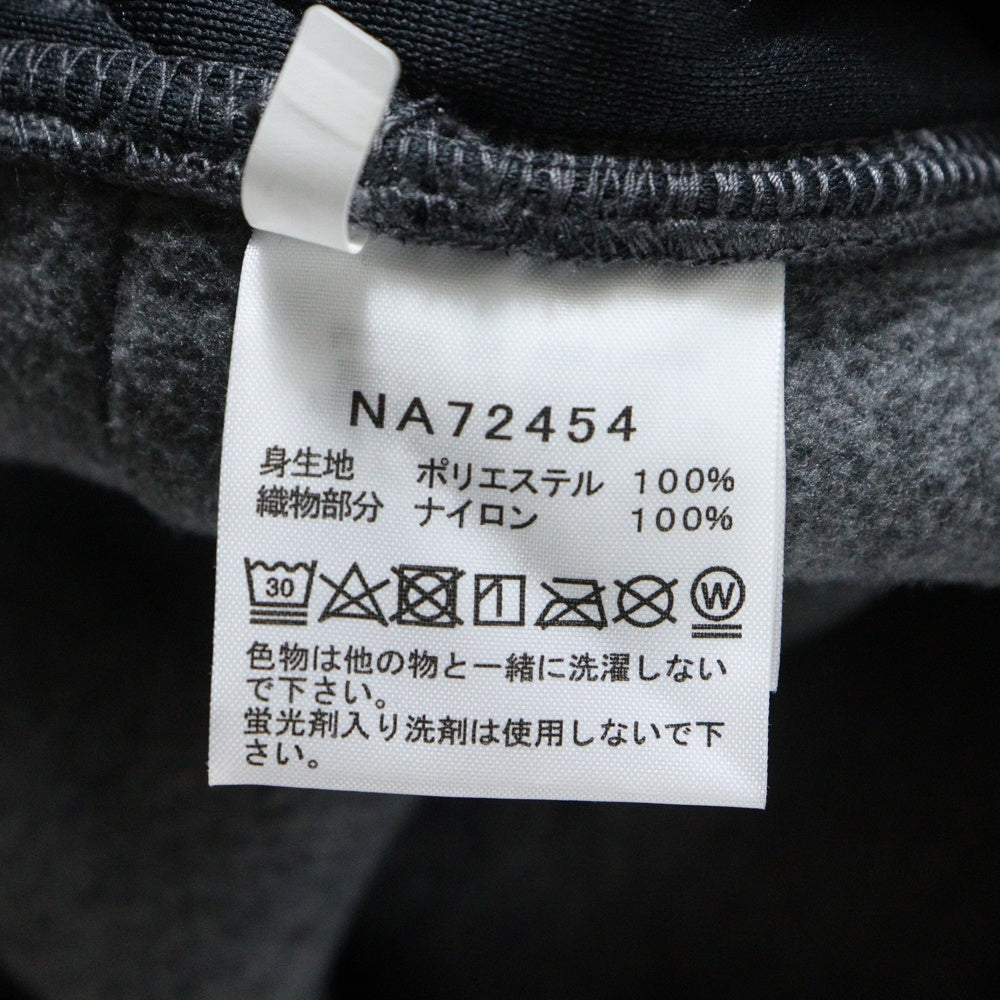 NA72454
身生地 ポリエステル 100%
織物部分 ナイロン 100%
30 W
色物は他の物と一緒に洗濯しない
で下さい。
蛍光剤入り洗剤は使用しないで下
さい。